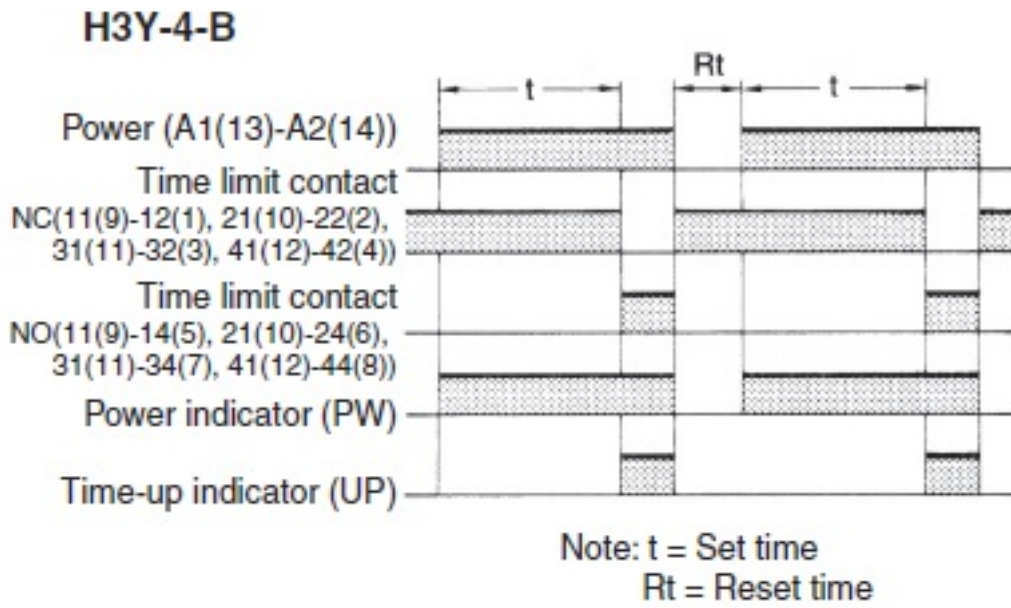 H3Y-4-B
Rt
t
t
Power (A1(13)-A2(14))
Time limit contact
NC(11(9)-12(1), 21(10)-22(2),
31(11)-32(3), 41(12)-42(4))
Time limit contact
NO(11(9)-14(5), 21(10)-24(6),
31(11)-34(7), 41(12)-44(8))
Power indicator (PW)
Time-up indicator (UP)
Note: t = Set time
Rt = Reset time